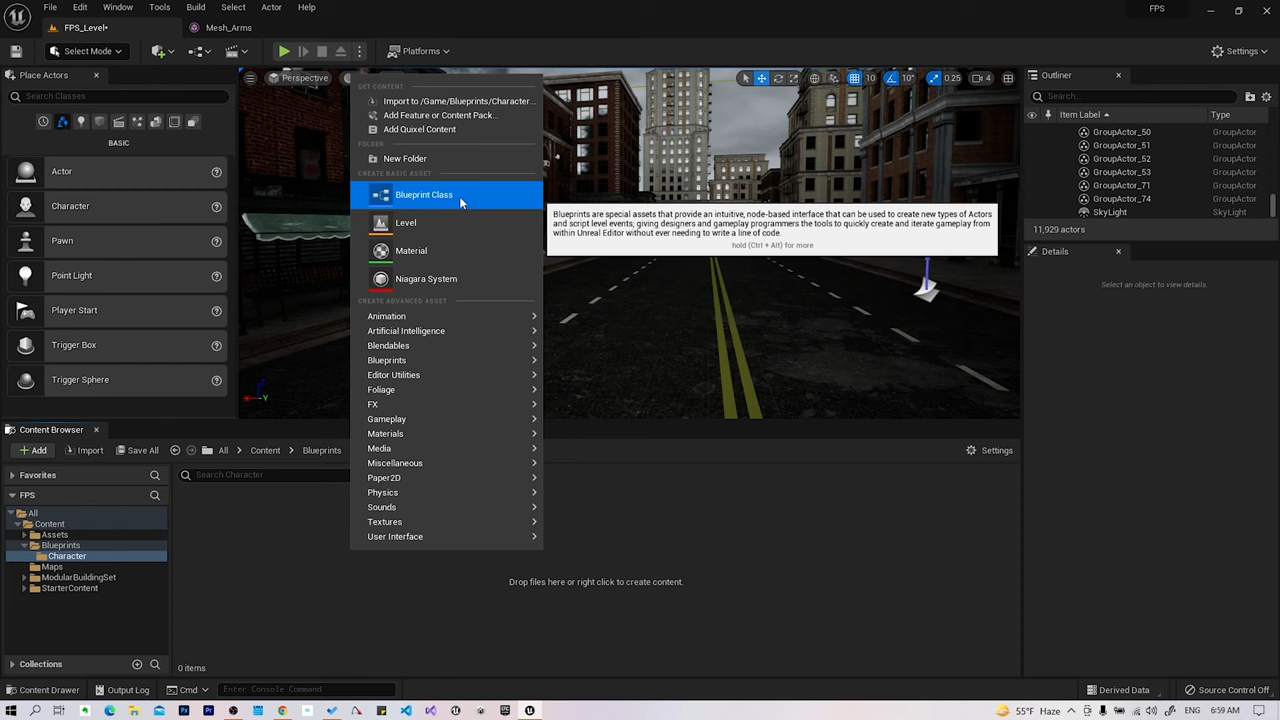 File Edit Window Tools Build Select Actor Help
FPS
FPS_Level•
Mesh_Arms
Select Mode
Platforms
Settings
Place Actors
Search Classes
BASIC
Actor
Character
Pawn
Point Light
Player Start
Trigger Box
Trigger Sphere
Perspective
10
10°
0.25
4
GET CONTENT
Import to /Game/Blueprints/Character...
Add Feature or Content Pack...
Add Quixel Content
FOLDER
New Folder
CREATE BASIC ASSET
Blueprint Class
Level
Material
Niagara System
CREATE ADVANCED ASSET
Animation
Artificial Intelligence
Blendables
Blueprints
Editor Utilities
Foliage
FX
Gameplay
Materials
Media
Miscellaneous
Paper2D
Physics
Sounds
Textures
User Interface
Blueprints are special assets that provide an intuitive, node-based interface that can be used to create new types of Actors
and script level events; giving designers and gameplay programmers the tools to quickly create and iterate gameplay from
within Unreal Editor without ever needing to write a line of code.
hold (Ctrl + Alt) for more
-Y
Outliner
Search...
Item Label Type
GroupActor_50 GroupActor
GroupActor_51 GroupActor
GroupActor_52 GroupActor
GroupActor_53 GroupActor
GroupActor_71 GroupActor
GroupActor_74 GroupActor
SkyLight SkyLight
11,029 actors
Details
Select an object to view details.
Content Browser
Add Import Save All All Content Blueprints
Settings
Favorites
Search Character
FPS
All
Content
Assets
Blueprints
Character
Maps
ModularBuildingSet
StarterContent
Drop files here or right click to create content.
Collections
0 items
Content Drawer Output Log Cmd Enter Console Command
Derived Data Source Control Off
55°F Haze ENG 6:59 AM